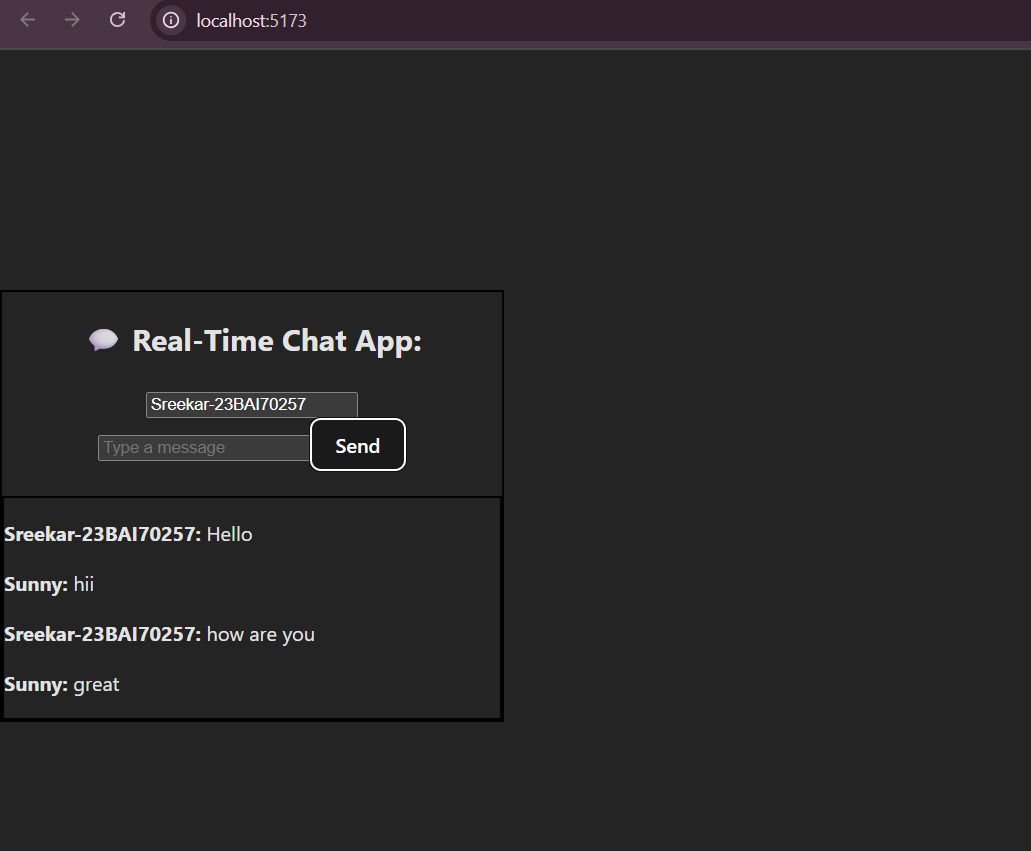 localhost:5173
Real-Time Chat App:
Sreekar-23BAI70257
Type a message
Send
Sreekar-23BAI70257: Hello
Sunny: hii
Sreekar-23BAI70257: how are you
Sunny: great